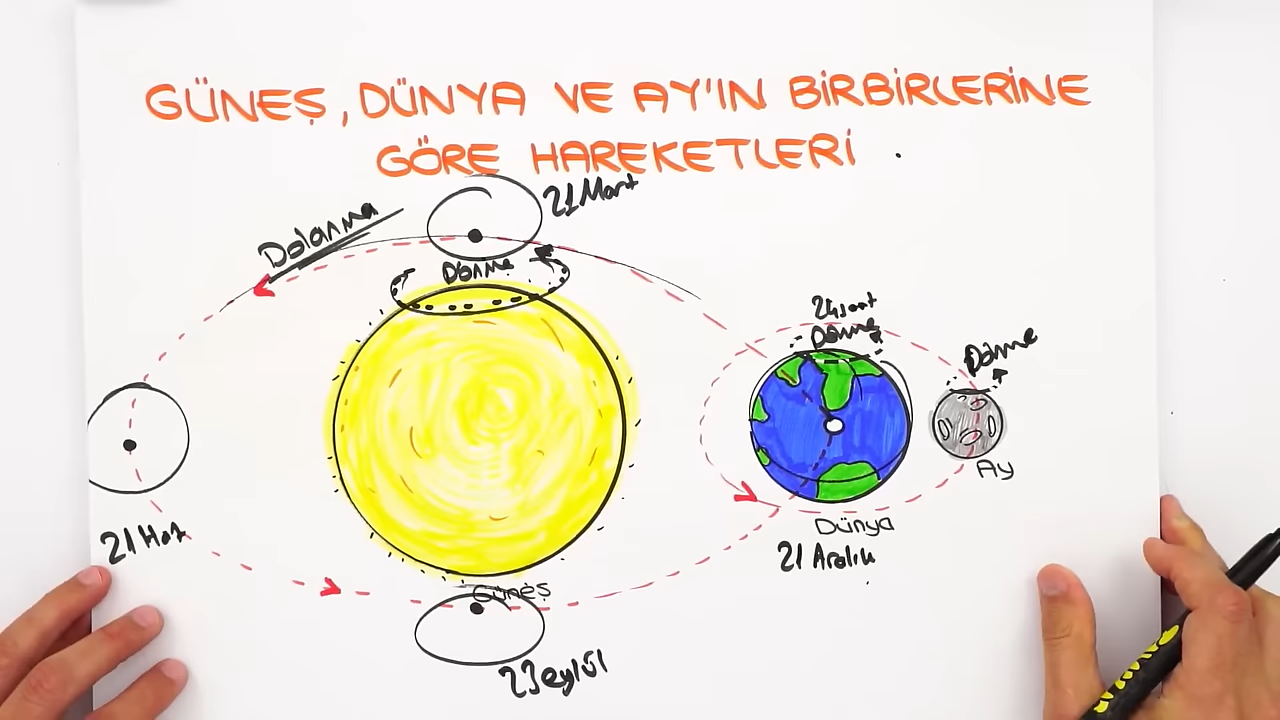 GÜNEŞ, DÜNYA VE AY'IN BİRBİRLERİNE
GÖRE HAREKETLERİ
21 Mart
Dolanma
Dönme
24 saat
Dönme
Dönme
Ay
Dünya
21 Haz
21 Aralık
Güneş
23 eylül